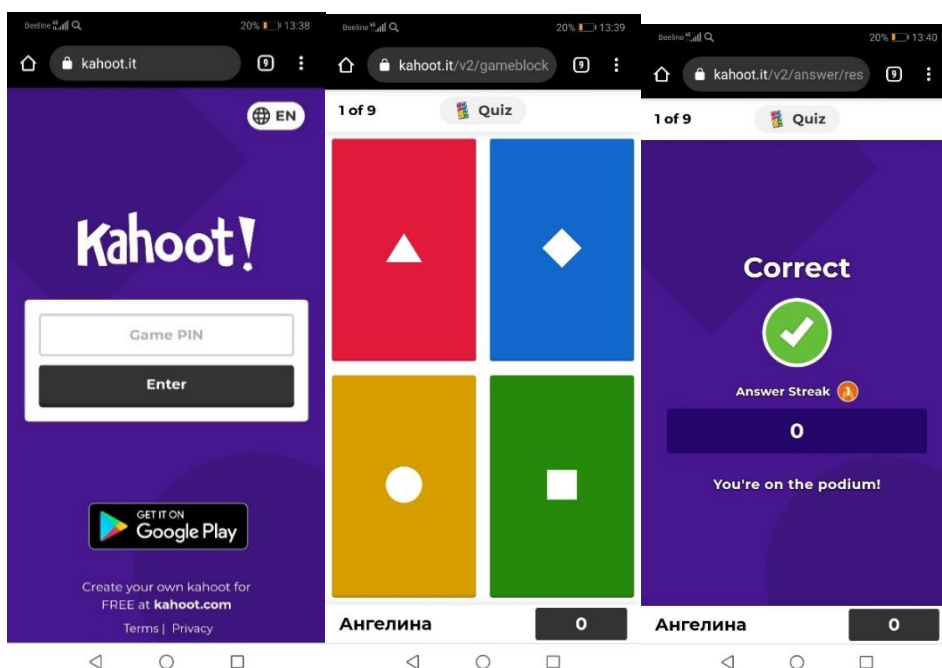 Beeline 20% 13:38
kahoot.it 9
EN
Kahoot!
Game PIN
Enter
GET IT ON
Google Play
Create your own kahoot for
FREE at kahoot.com
Terms | Privacy
Beeline 20% 13:39
kahoot.it/v2/gameblock 9
1 of 9 Quiz
Ангелина 0
Beeline 20% 13:40
kahoot.it/v2/answer/res 9
1 of 9 Quiz
Correct
Answer Streak
0
You're on the podium!
Ангелина 0